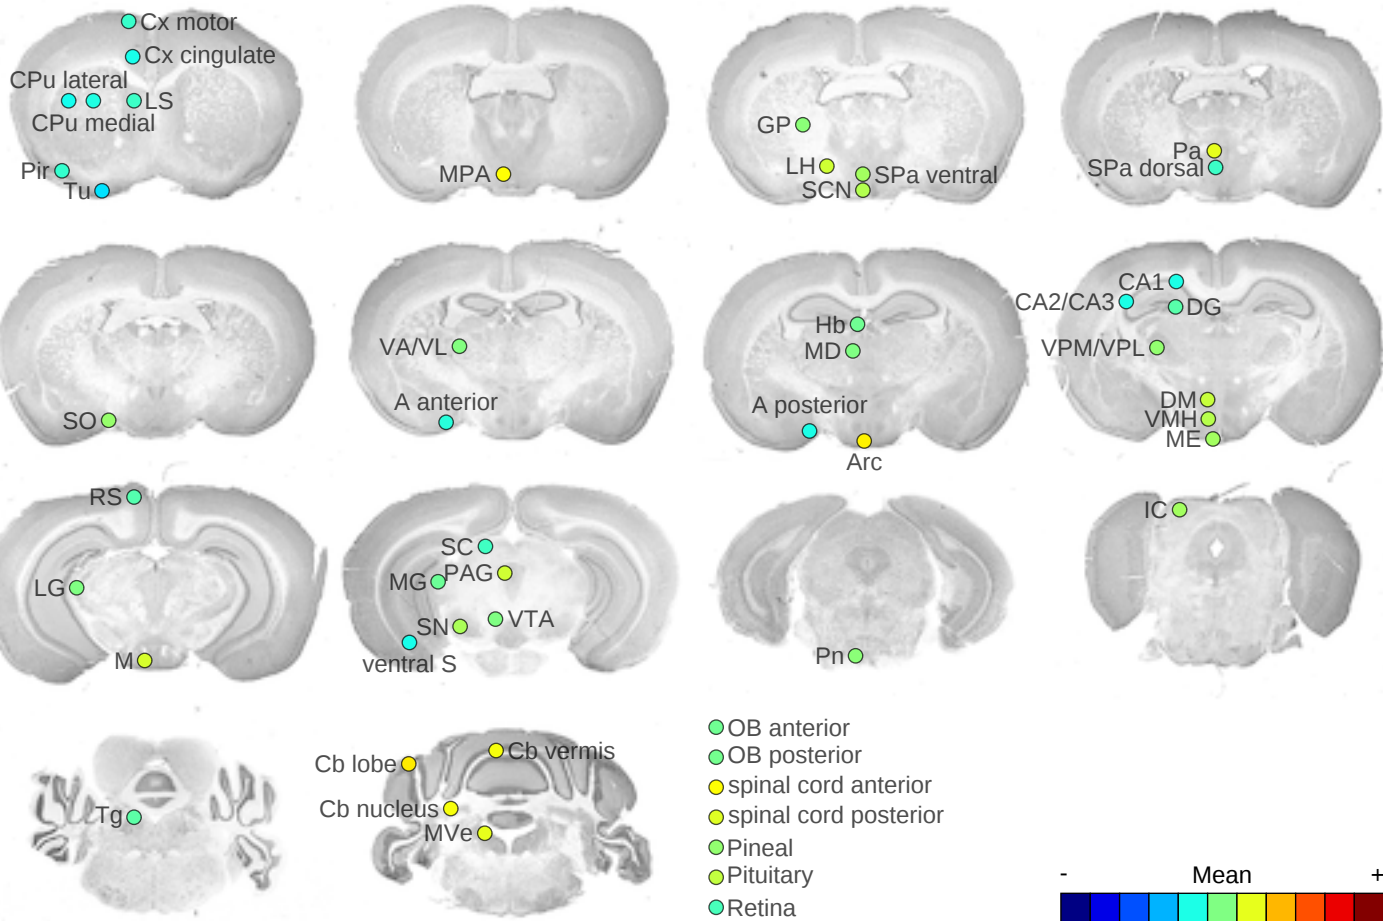 Cx motor
Cx cingulate
CPu lateral
LS
CPu medial
Pir
Tu
MPA
GP
LH
SPa ventral
SCN
Pa
SPa dorsal
SO
VA/VL
A anterior
Hb
MD
A posterior
Arc
CA1
CA2/CA3
DG
VPM/VPL
DM
VMH
ME
RS
LG
M
SC
PAG
MG
VTA
SN
ventral S
Pn
IC
Tg
Cb vermis
Cb lobe
Cb nucleus
MVe
OB anterior
OB posterior
spinal cord anterior
spinal cord posterior
Pineal
Pituitary
Retina
- Mean +